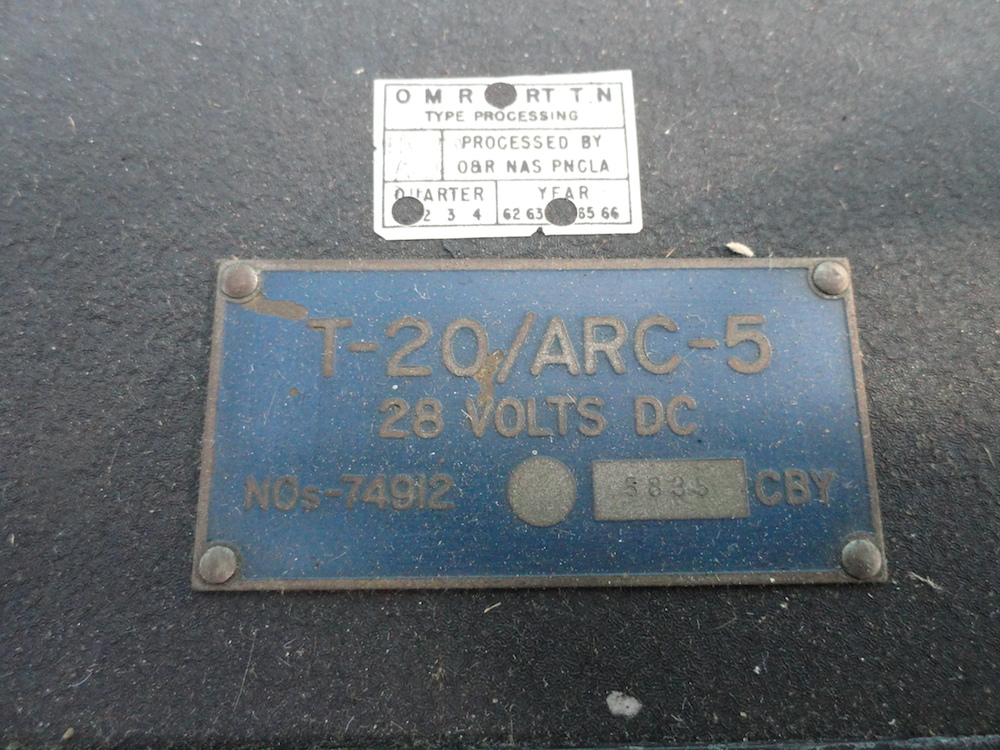 O M R RT T N
TYPE PROCESSING
PROCESSED BY
O&R NAS PNCLA
QUARTER YEAR
2 3 4 62 63 65 66
T-20/ARC-5
28 VOLTS DC
NOs-74912 5835 CBY